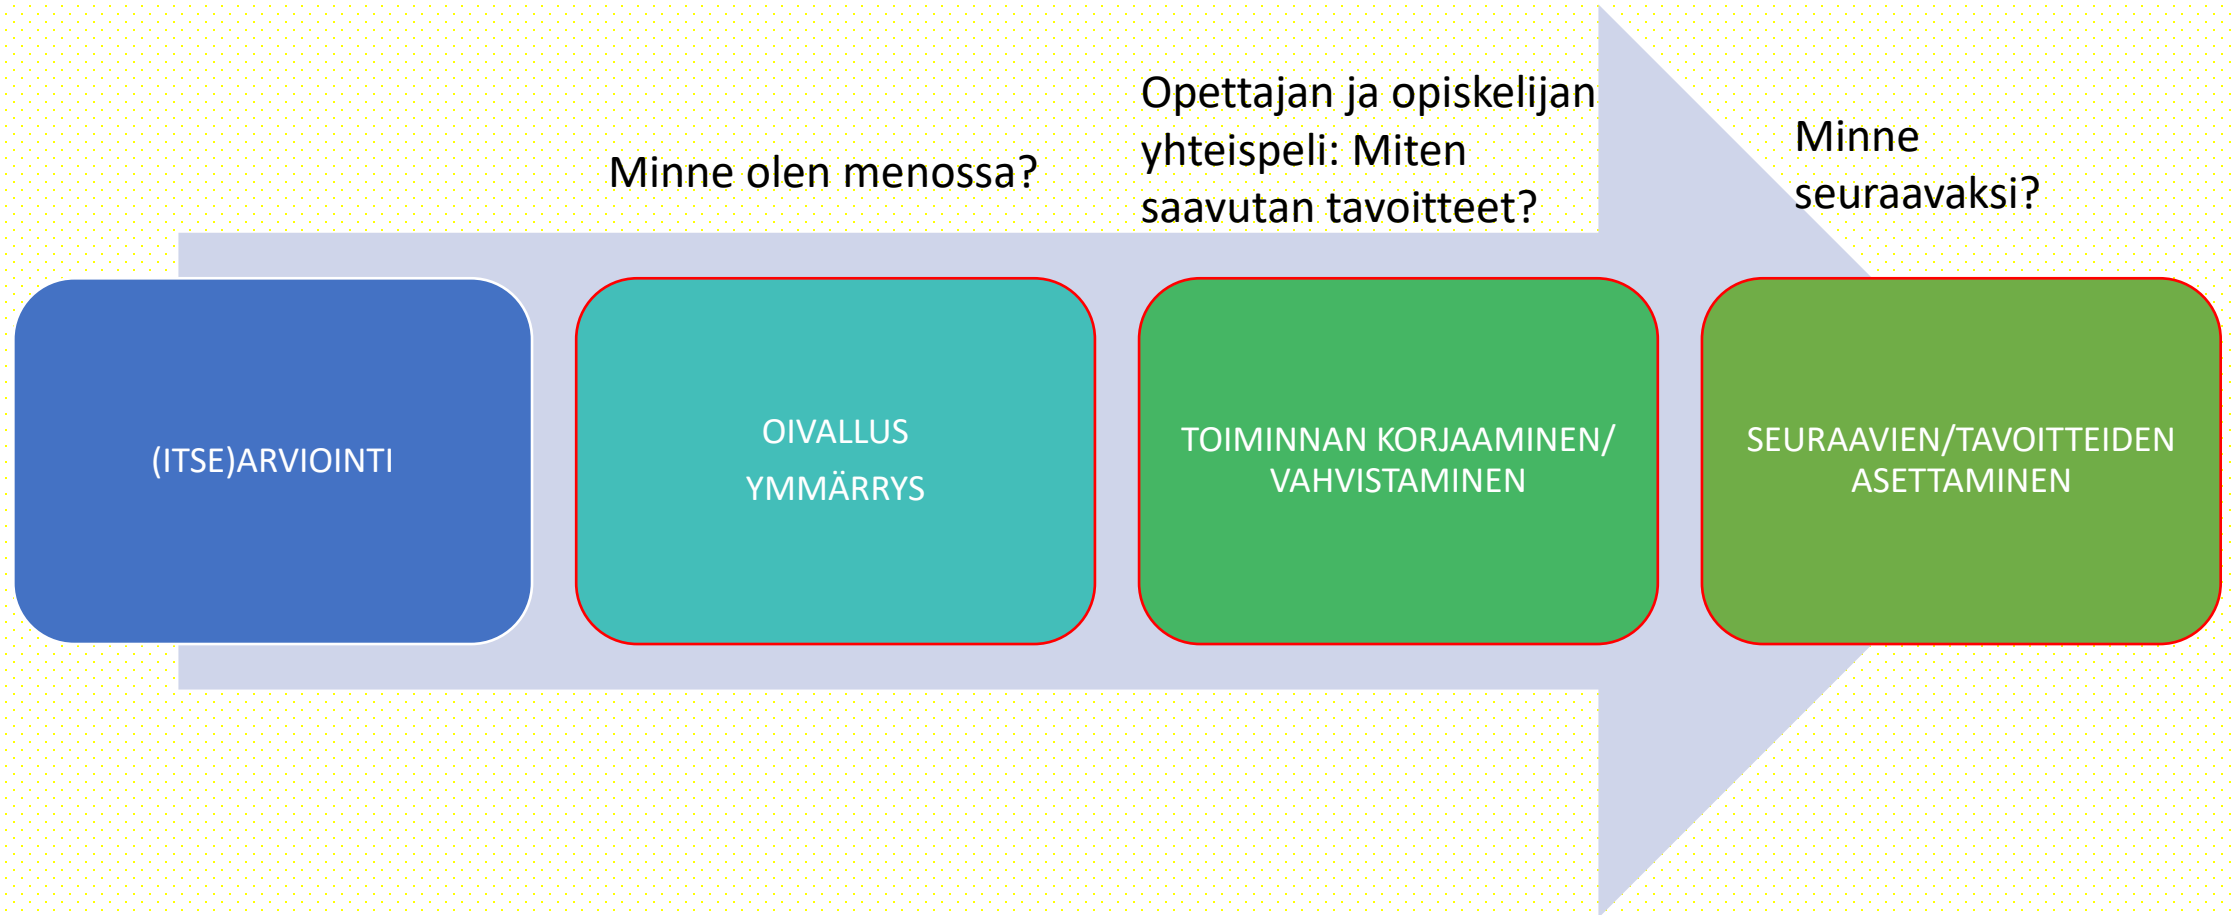 Minne olen menossa?
Opettajan ja opiskelijan
yhteispeli: Miten
saavutan tavoitteet?
Minne
seuraavaksi?
(ITSE)ARVIOINTI
OIVALLUS
YMMÄRRYS
TOIMINNAN KORJAAMINEN/
VAHVISTAMINEN
SEURAAVIEN/TAVOITTEIDEN
ASETTAMINEN